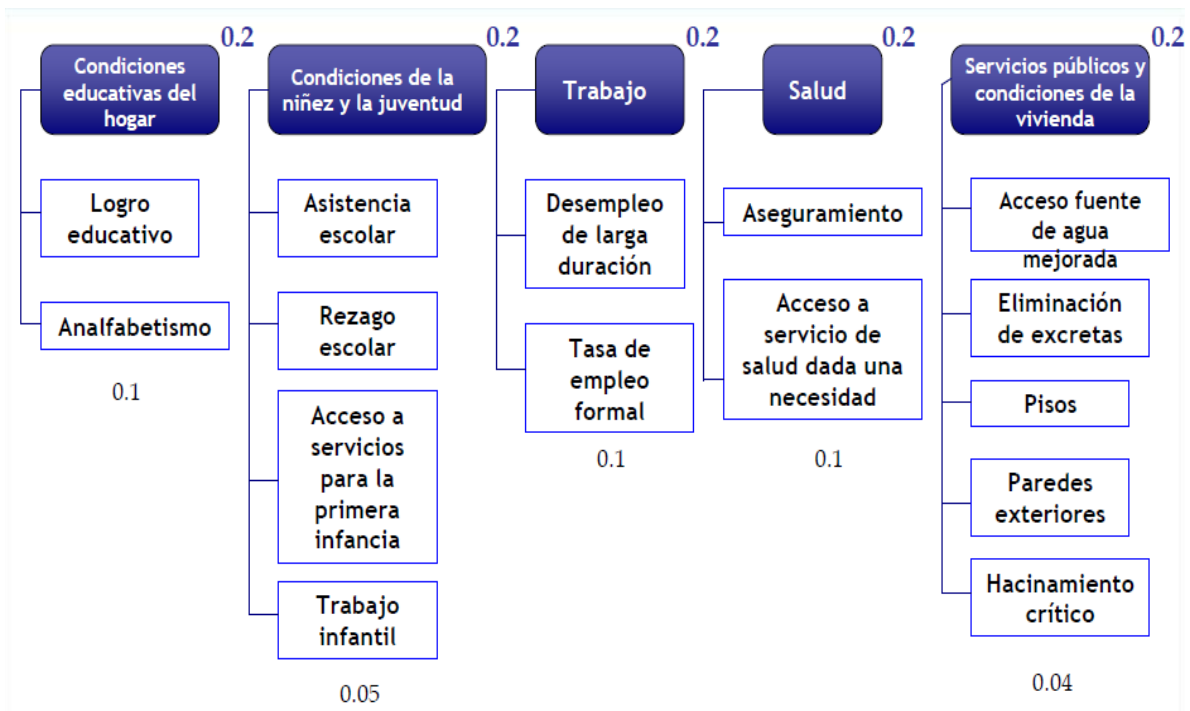 0.2
Condiciones
educativas del
hogar
Logro
educativo
Analfabetismo
0.1
0.2
Condiciones de la
niñez y la juventud
Asistencia
escolar
Rezago
escolar
Acceso a
servicios
para la
primera
infancia
Trabajo
infantil
0.05
0.2
Trabajo
Desempleo
de larga
duración
Tasa de
empleo
formal
0.1
0.2
Salud
Aseguramiento
Acceso a
servicio de
salud dada una
necesidad
0.1
0.2
Servicios públicos y
condiciones de la
vivienda
Acceso fuente
de agua
mejorada
Eliminación
de excretas
Pisos
Paredes
exteriores
Hacinamiento
crítico
0.04